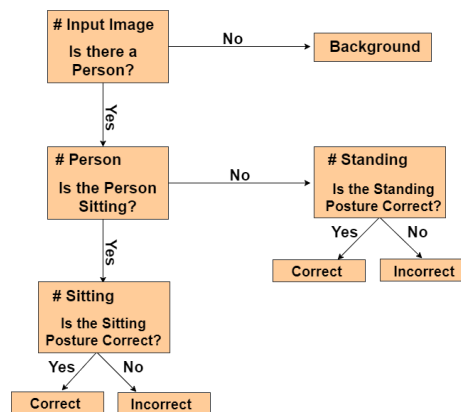 # Input Image
Is there a
Person?
No
Background
Yes
# Person
Is the Person
Sitting?
No
# Standing
Is the Standing
Posture Correct?
Yes
No
Correct
Incorrect
Yes
# Sitting
Is the Sitting
Posture Correct?
Yes
No
Correct
Incorrect